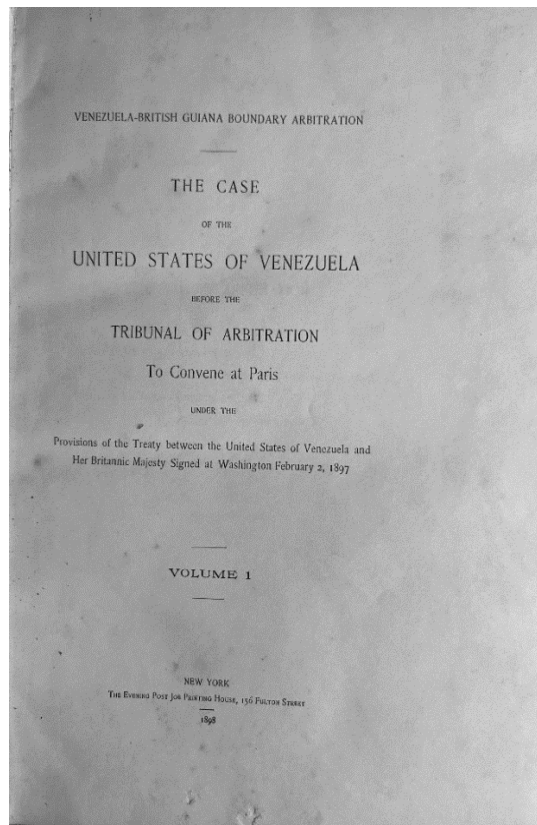 VENEZUELA-BRITISH GUIANA BOUNDARY ARBITRATION
THE CASE
OF THE
UNITED STATES OF VENEZUELA
BEFORE THE
TRIBUNAL OF ARBITRATION
To Convene at Paris
UNDER THE
Provisions of the Treaty between the United States of Venezuela and
Her Britannic Majesty Signed at Washington February 2, 1897
VOLUME 1
NEW YORK
THE EVENING POST JOB PRINTING HOUSE, 156 FULTON STREET
1898